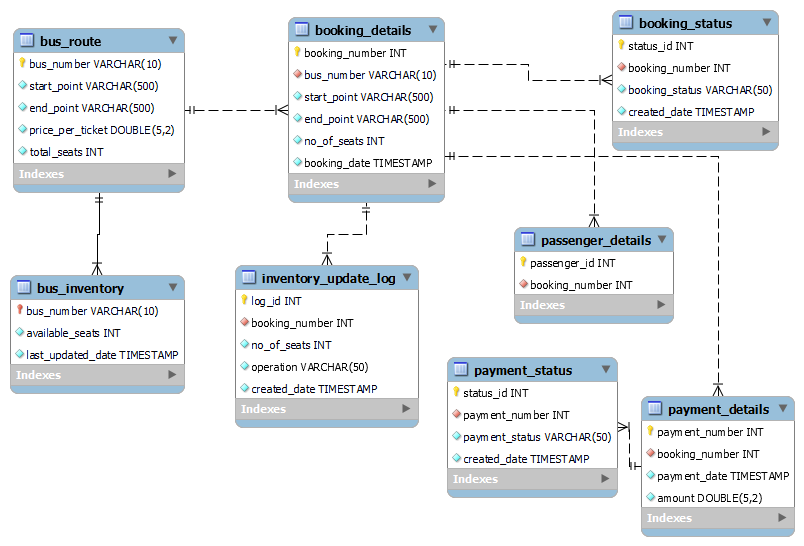 bus_route
bus_number VARCHAR(10)
start_point VARCHAR(500)
end_point VARCHAR(500)
price_per_ticket DOUBLE(5,2)
total_seats INT
Indexes
booking_details
booking_number INT
bus_number VARCHAR(10)
start_point VARCHAR(500)
end_point VARCHAR(500)
no_of_seats INT
booking_date TIMESTAMP
Indexes
booking_status
status_id INT
booking_number INT
booking_status VARCHAR(50)
created_date TIMESTAMP
Indexes
bus_inventory
bus_number VARCHAR(10)
available_seats INT
last_updated_date TIMESTAMP
Indexes
inventory_update_log
log_id INT
booking_number INT
no_of_seats INT
operation VARCHAR(50)
created_date TIMESTAMP
Indexes
passenger_details
passenger_id INT
booking_number INT
Indexes
payment_status
status_id INT
payment_number INT
payment_status VARCHAR(50)
created_date TIMESTAMP
Indexes
payment_details
payment_number INT
booking_number INT
payment_date TIMESTAMP
amount DOUBLE(5,2)
Indexes